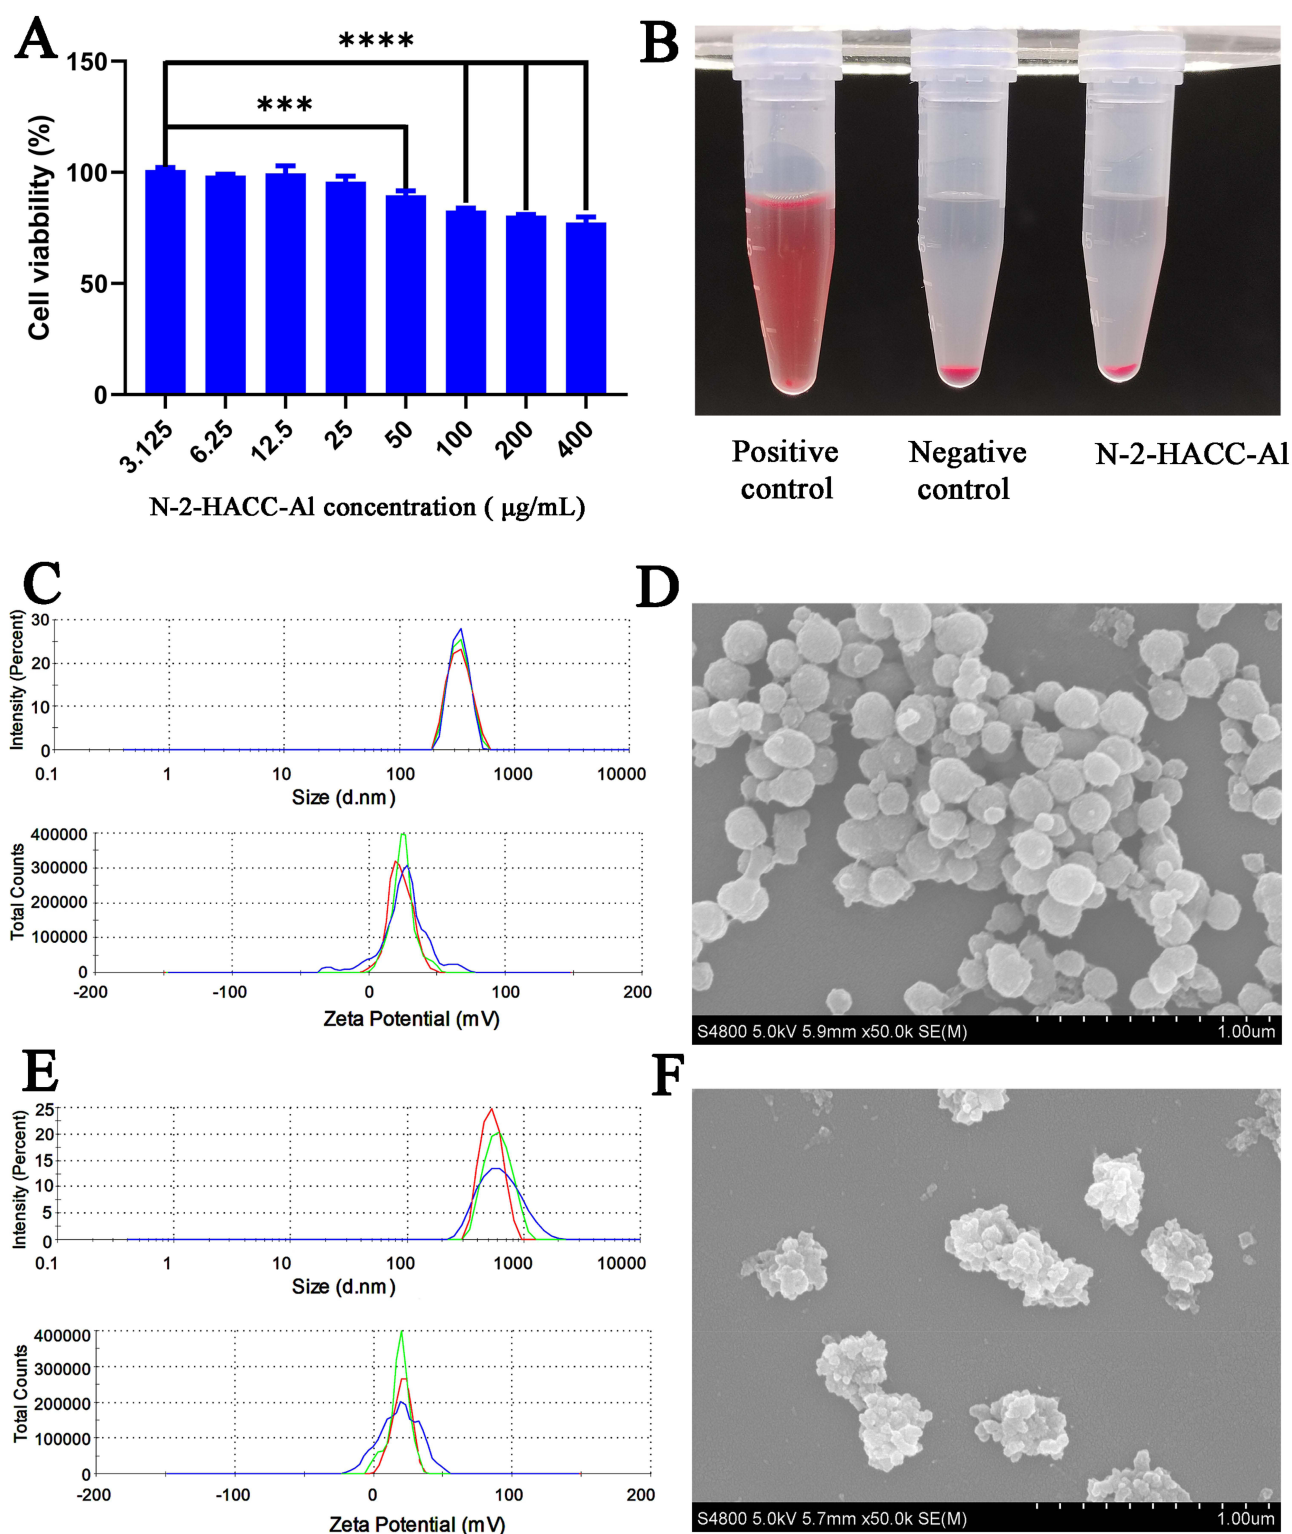 A
****
***
150
100
50
0
Cell viabbility (%)
3.125
6.25
12.5
25
50
100
200
400
N-2-HACC-Al concentration ( μg/mL)
B
Positive
control
Negative
control
N-2-HACC-Al
C
Intensity (Percent)
30
20
10
0
0.1 1 10 100 1000 10000
Size (d.nm)
Total Counts
400000
300000
200000
100000
0
-200 -100 0 100 200
Zeta Potential (mV)
D
S4800 5.0kV 5.9mm x50.0k SE(M) 1.00um
E
Intensity (Percent)
25
20
15
10
5
0
0.1 1 10 100 1000 10000
Size (d.nm)
Total Counts
400000
300000
200000
100000
0
-200 -100 0 100 200
Zeta Potential (mV)
F
S4800 5.0kV 5.7mm x50.0k SE(M) 1.00um